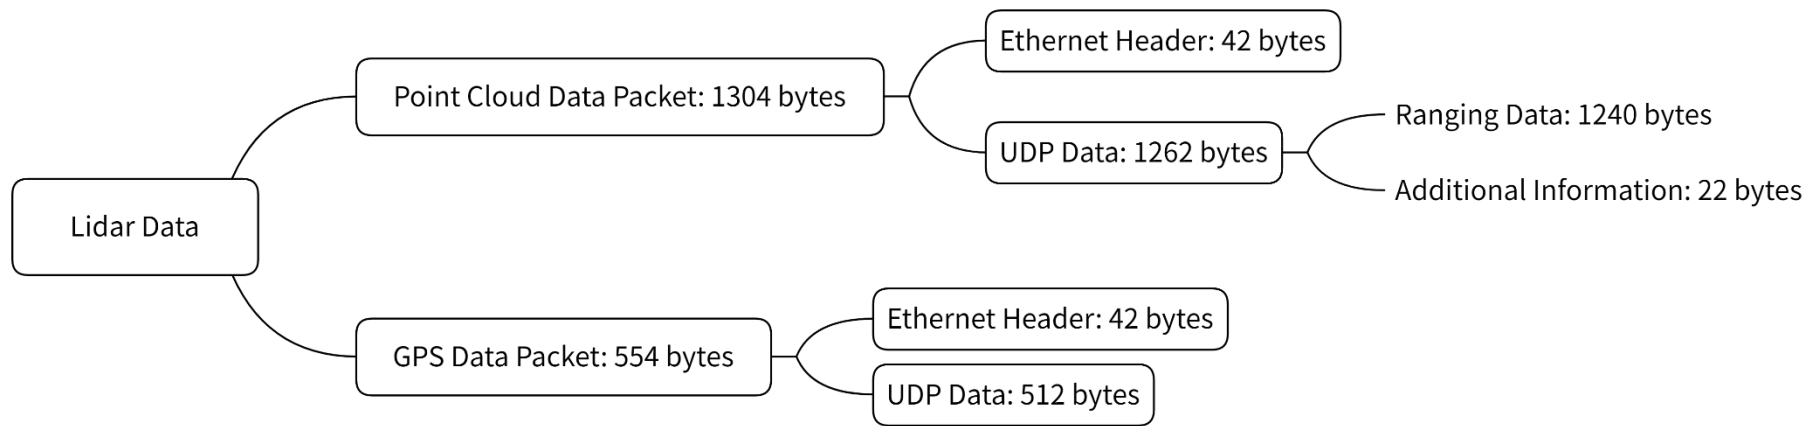 Lidar Data
Point Cloud Data Packet: 1304 bytes
Ethernet Header: 42 bytes
UDP Data: 1262 bytes
Ranging Data: 1240 bytes
Additional Information: 22 bytes
GPS Data Packet: 554 bytes
Ethernet Header: 42 bytes
UDP Data: 512 bytes